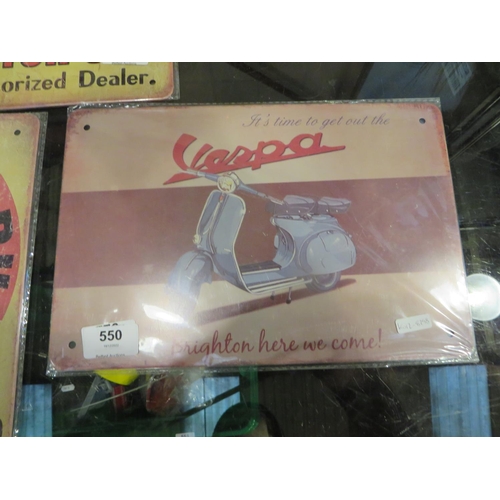 orized Dealer.
It's time to get out the
Vespa
550
righton here we come!